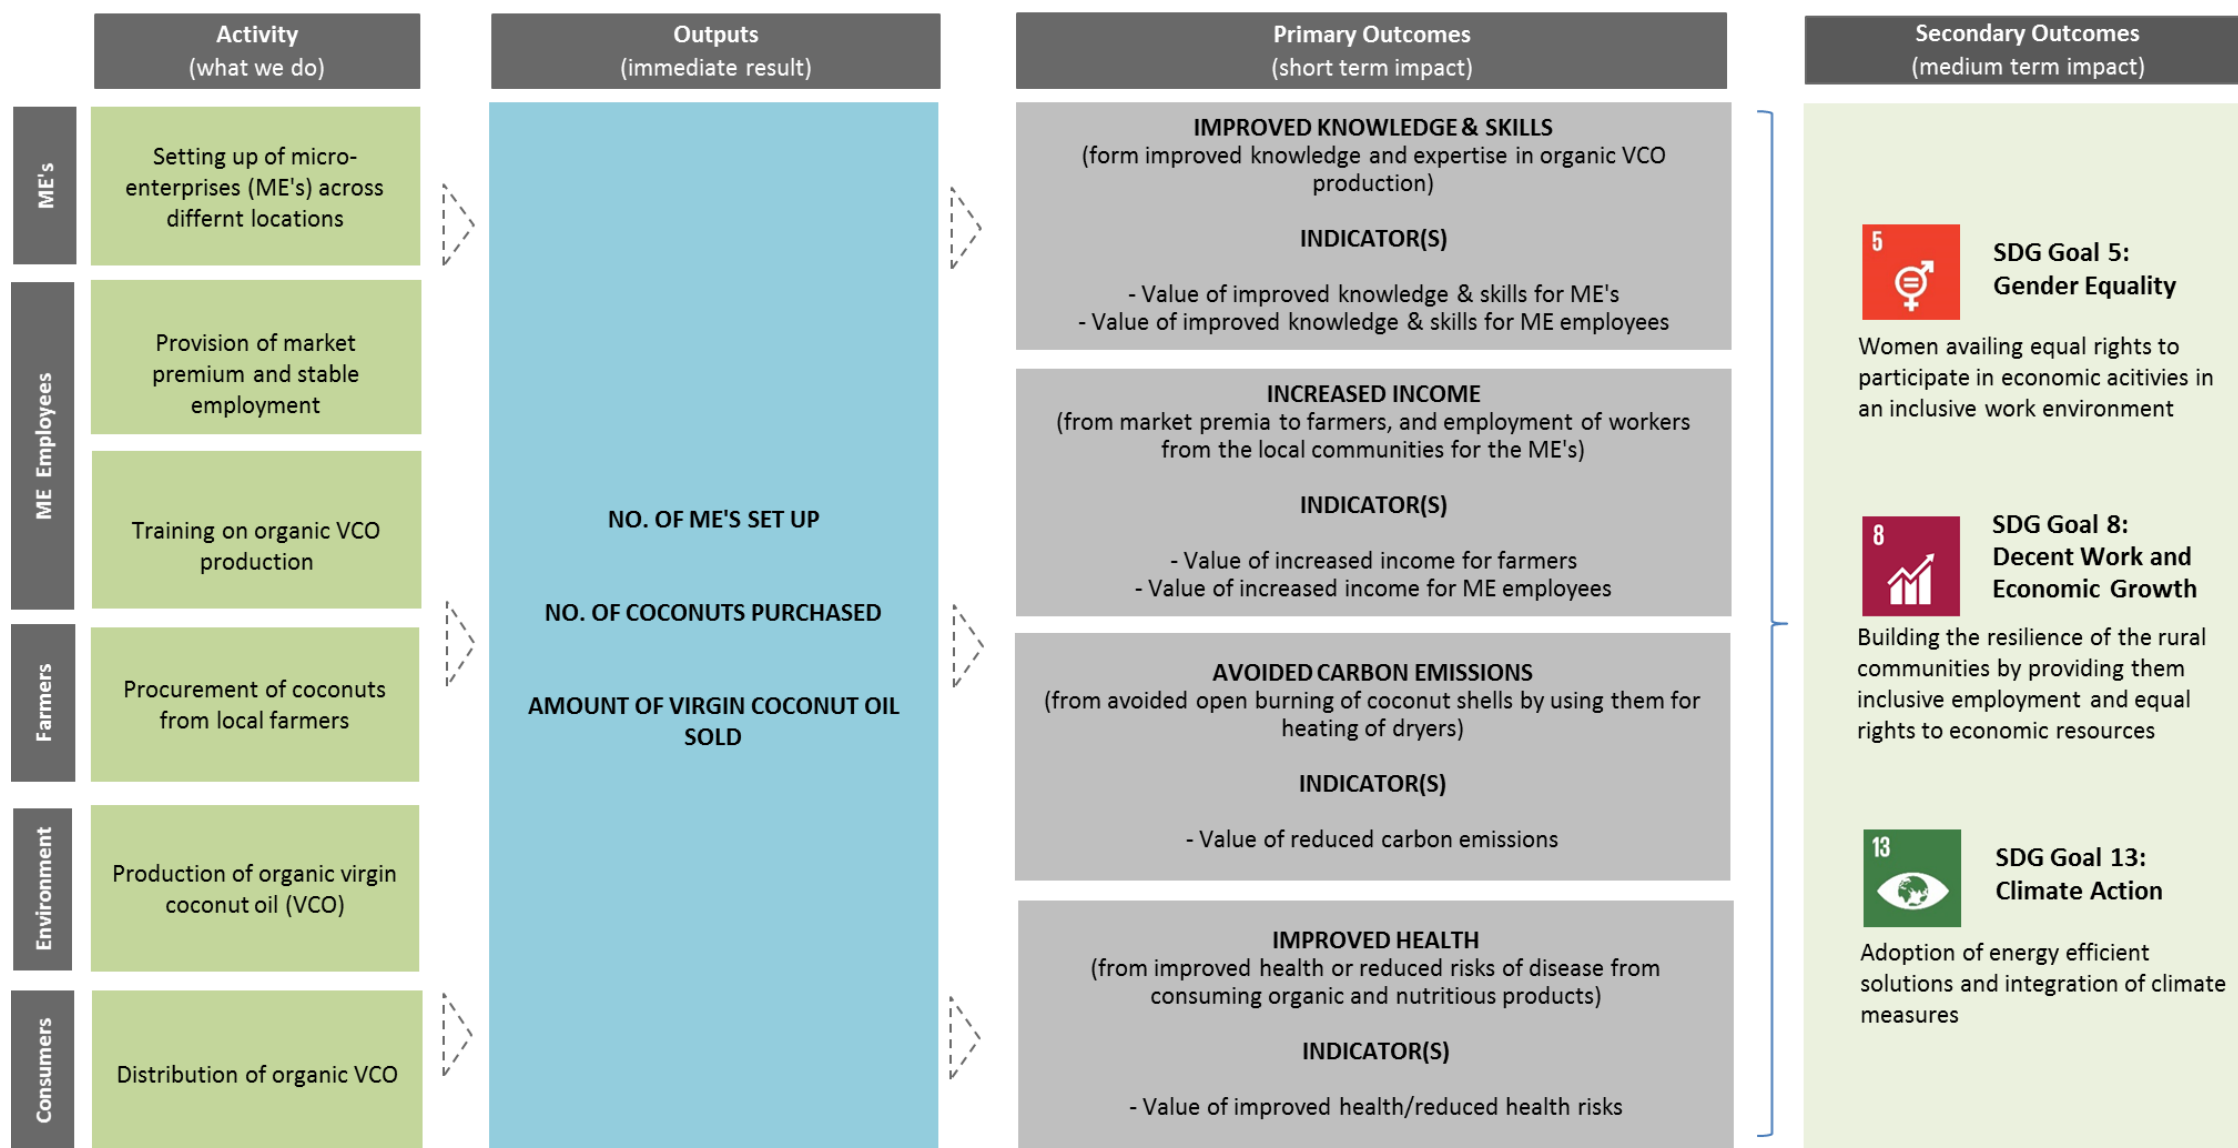 Activity
(what we do)
Outputs
(immediate result)
Primary Outcomes
(short term impact)
Secondary Outcomes
(medium term impact)
ME's
Setting up of micro-
enterprises (ME's) across
differnt locations
ME Employees
Provision of market
premium and stable
employment
Training on organic VCO
production
Farmers
Procurement of coconuts
from local farmers
Environment
Production of organic virgin
coconut oil (VCO)
Consumers
Distribution of organic VCO
NO. OF ME'S SET UP
NO. OF COCONUTS PURCHASED
AMOUNT OF VIRGIN COCONUT OIL
SOLD
IMPROVED KNOWLEDGE & SKILLS
(form improved knowledge and expertise in organic VCO
production)
INDICATOR(S)
- Value of improved knowledge & skills for ME's
- Value of improved knowledge & skills for ME employees
INCREASED INCOME
(from market premia to farmers, and employment of workers
from the local communities for the ME's)
INDICATOR(S)
- Value of increased income for farmers
- Value of increased income for ME employees
AVOIDED CARBON EMISSIONS
(from avoided open burning of coconut shells by using them for
heating of dryers)
INDICATOR(S)
- Value of reduced carbon emissions
IMPROVED HEALTH
(from improved health or reduced risks of disease from
consuming organic and nutritious products)
INDICATOR(S)
- Value of improved health/reduced health risks
5
SDG Goal 5:
Gender Equality
Women availing equal rights to
participate in economic acitivies in
an inclusive work environment
8
SDG Goal 8:
Decent Work and
Economic Growth
Building the resilience of the rural
communities by providing them
inclusive employment and equal
rights to economic resources
13
SDG Goal 13:
Climate Action
Adoption of energy efficient
solutions and integration of climate
measures